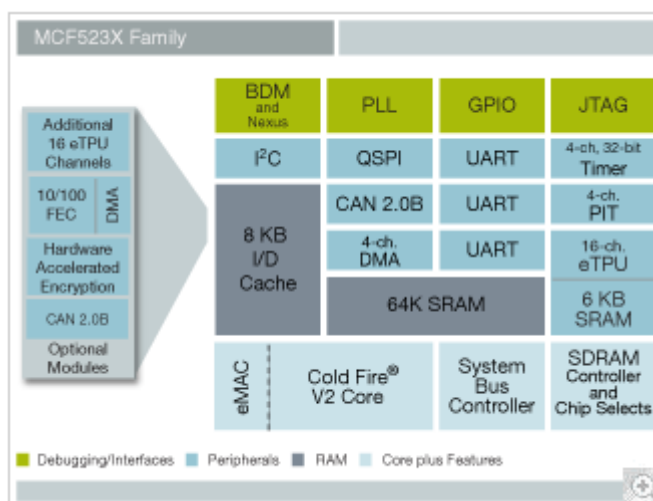 MCF523X Family
Additional
16 eTPU
Channels
10/100
FEC
DMA
Hardware
Accelerated
Encryption
CAN 2.0B
Optional
Modules
BDM
and
Nexus
PLL
GPIO
JTAG
I²C
QSPI
UART
4-ch, 32-bit
Timer
8 KB
I/D
Cache
CAN 2.0B
UART
4-ch.
PIT
4-ch.
DMA
UART
16-ch.
eTPU
64K SRAM
6 KB
SRAM
eMAC
Cold Fire®
V2 Core
System
Bus
Controller
SDRAM
Controller
and
Chip Selects
Debugging/Interfaces
Peripherals
RAM
Core plus Features